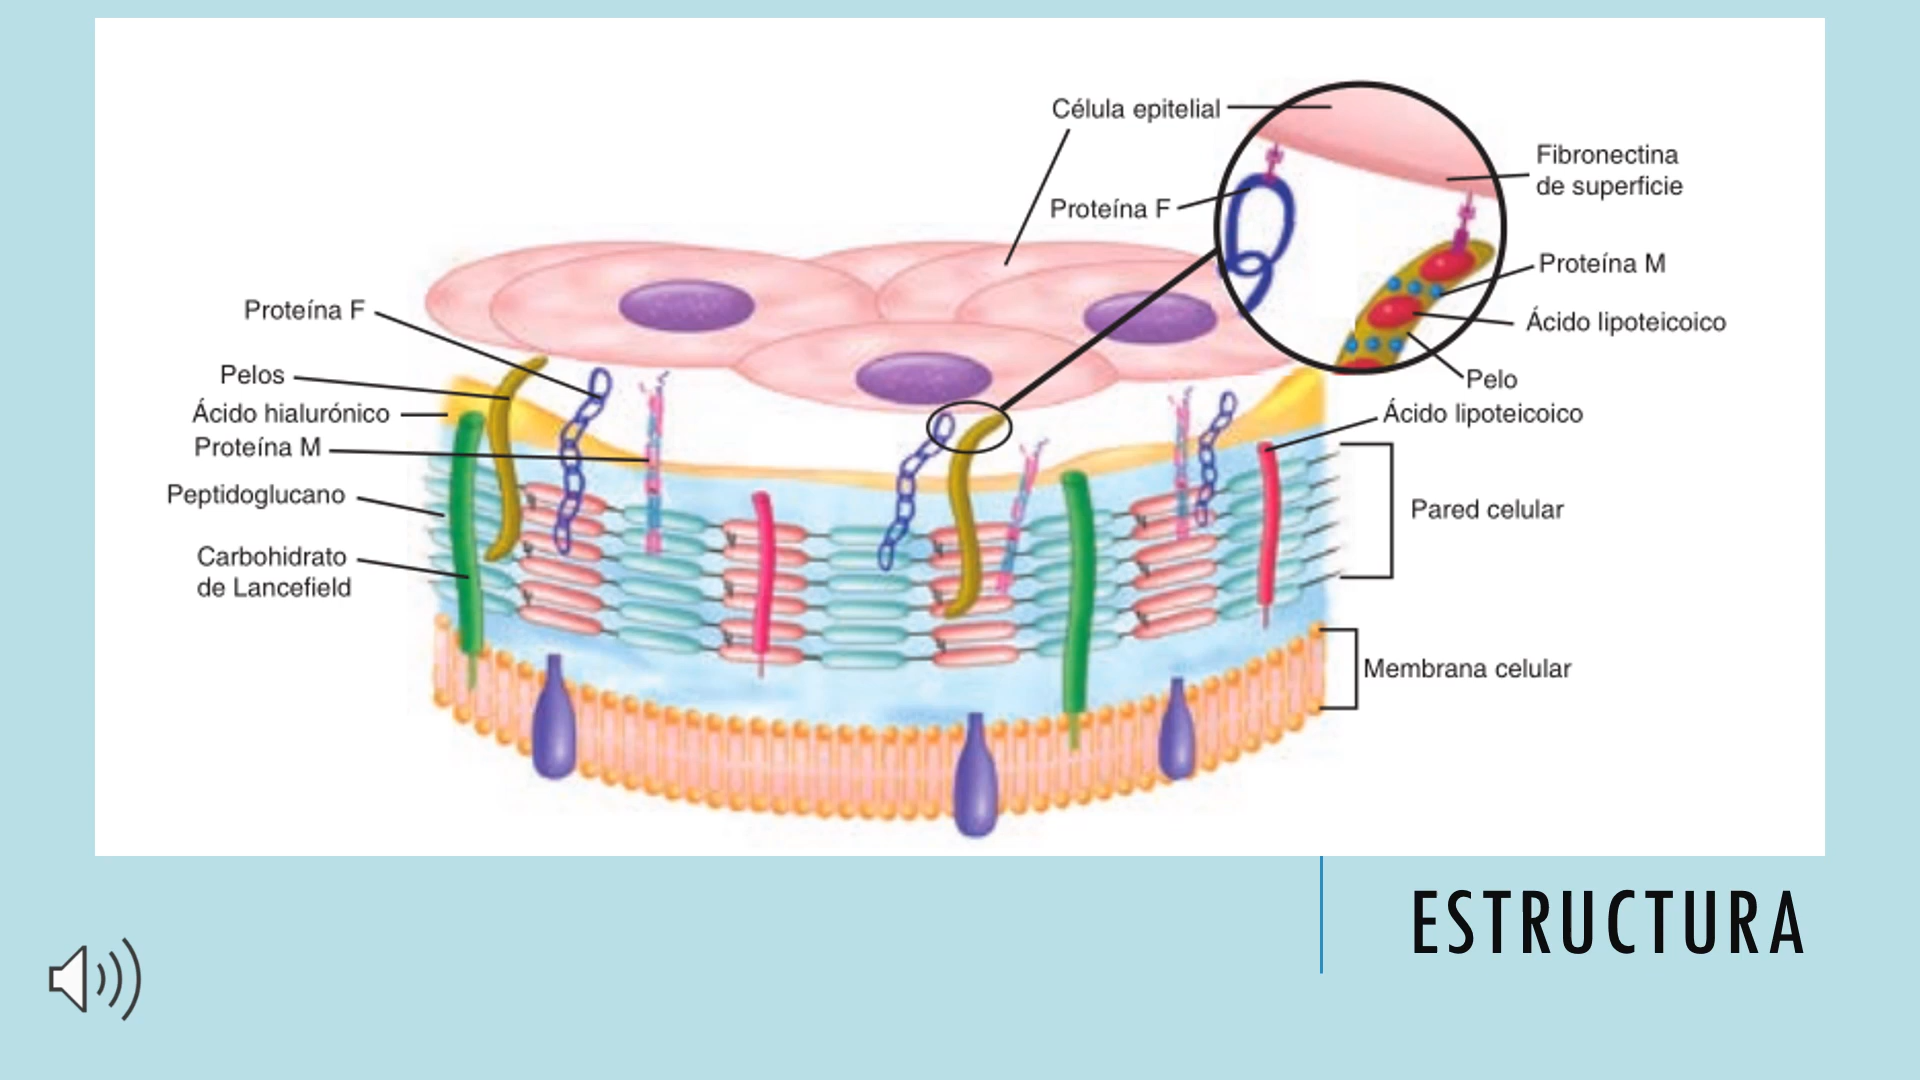 Célula epitelial
Fibronectina
de superficie
Proteína F
Proteína M
Ácido lipoteicoico
Pelo
Proteína F
Pelos
Ácido hialurónico
Proteína M
Peptidoglucano
Carbohidrato
de Lancefield
Ácido lipoteicoico
Pared celular
Membrana celular
ESTRUCTURA